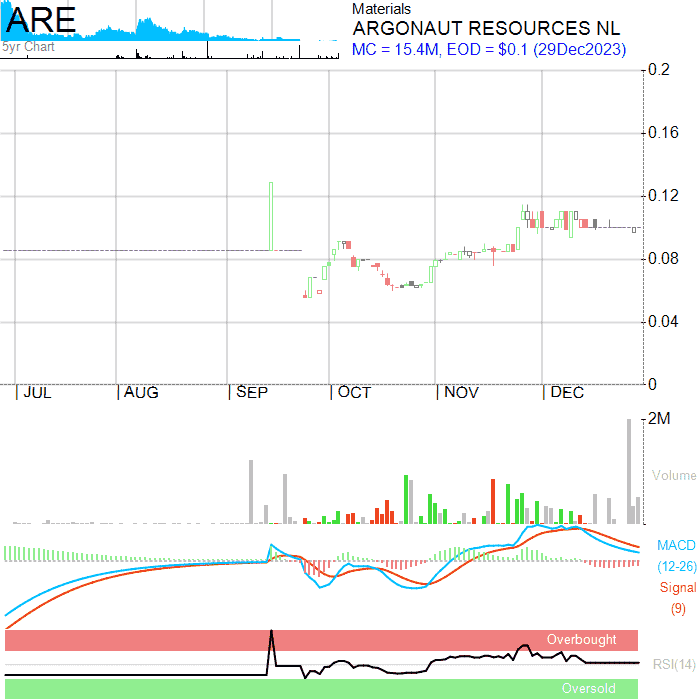 ARE
5yr Chart
Materials
ARGONAUT RESOURCES NL
MC = 15.4M, EOD = $0.1 (29Dec2023)
0.2
0.16
0.12
0.08
0.04
0
| JUL | AUG | SEP | OCT | NOV | DEC
2M
Volume
MACD
(12-26)
Signal
(9)
Overbought
RSI(14)
Oversold